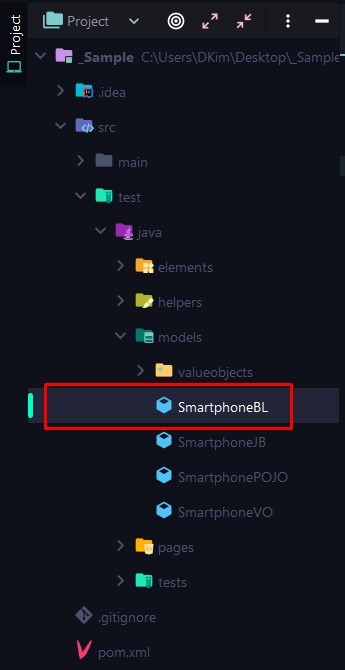 Project
Project
_Sample C:\Users\DKim\Desktop\_Sample
.idea
src
main
test
java
elements
helpers
models
valueobjects
SmartphoneBL
SmartphoneJB
SmartphonePOJO
SmartphoneVO
pages
tests
.gitignore
pom.xml